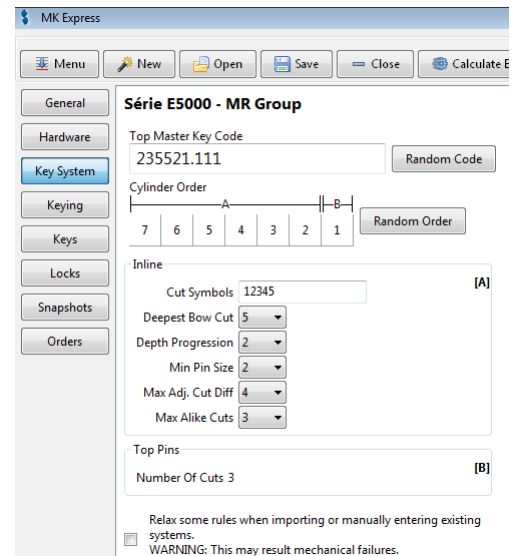 MK Express
Menu New Open Save Close Calculate E
General
Hardware
Key System
Keying
Keys
Locks
Snapshots
Orders
Série E5000 - MR Group
Top Master Key Code
235521.111 Random Code
Cylinder Order
A B
7 6 5 4 3 2 1 Random Order
Inline
[A]
Cut Symbols 12345
Deepest Bow Cut 5
Depth Progression 2
Min Pin Size 2
Max Adj. Cut Diff 4
Max Alike Cuts 3
Top Pins
[B]
Number Of Cuts 3
Relax some rules when importing or manually entering existing
systems.
WARNING: This may result mechanical failures.